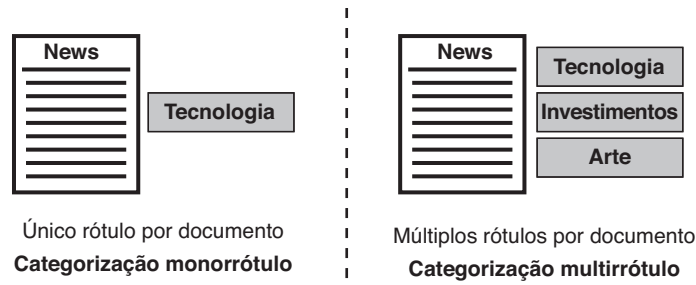 News
Tecnologia
Único rótulo por documento
Categorização monorrótulo
News
Tecnologia
Investimentos
Arte
Múltiplos rótulos por documento
Categorização multirrótulo